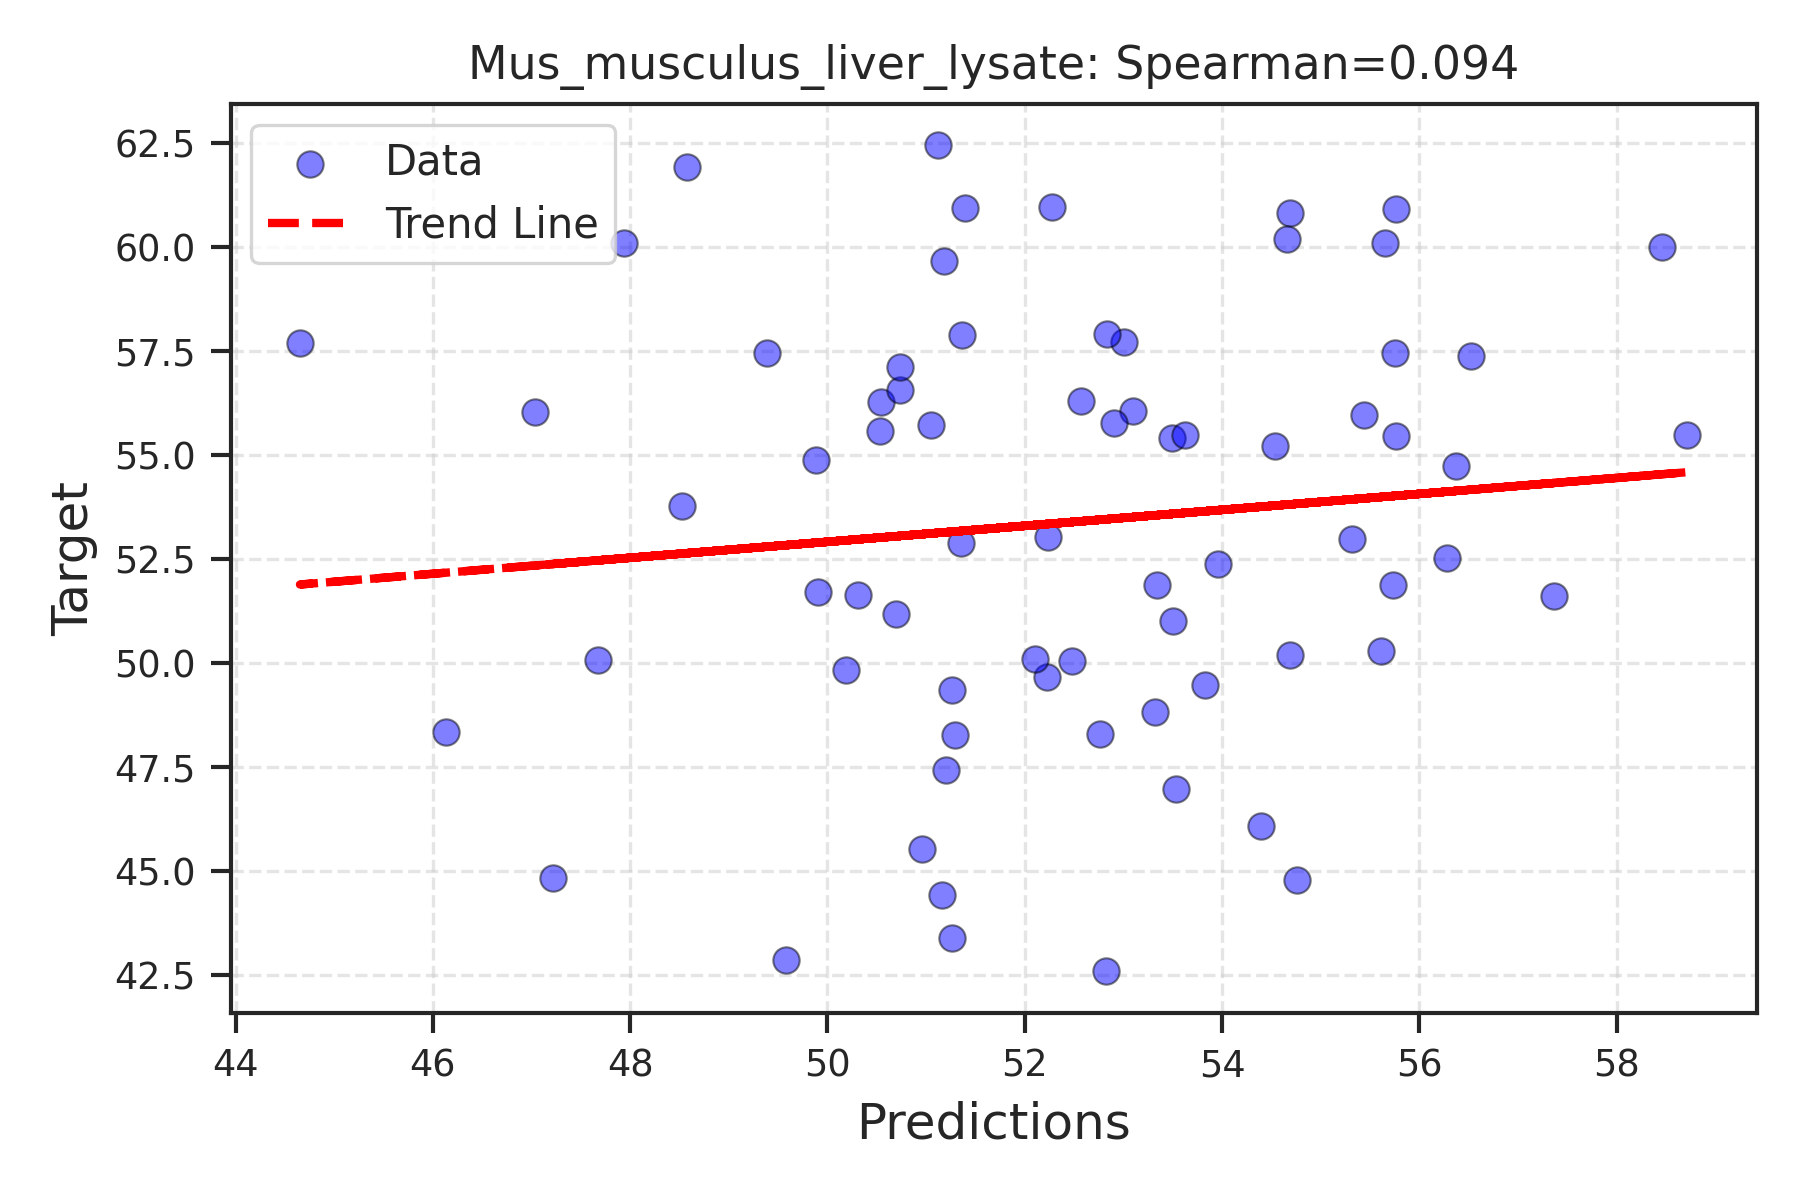 Mus_musculus_liver_lysate: Spearman=0.094
Data
Trend Line
62.5
60.0
57.5
55.0
52.5
50.0
47.5
45.0
42.5
Target
44 46 48 50 52 54 56 58
Predictions